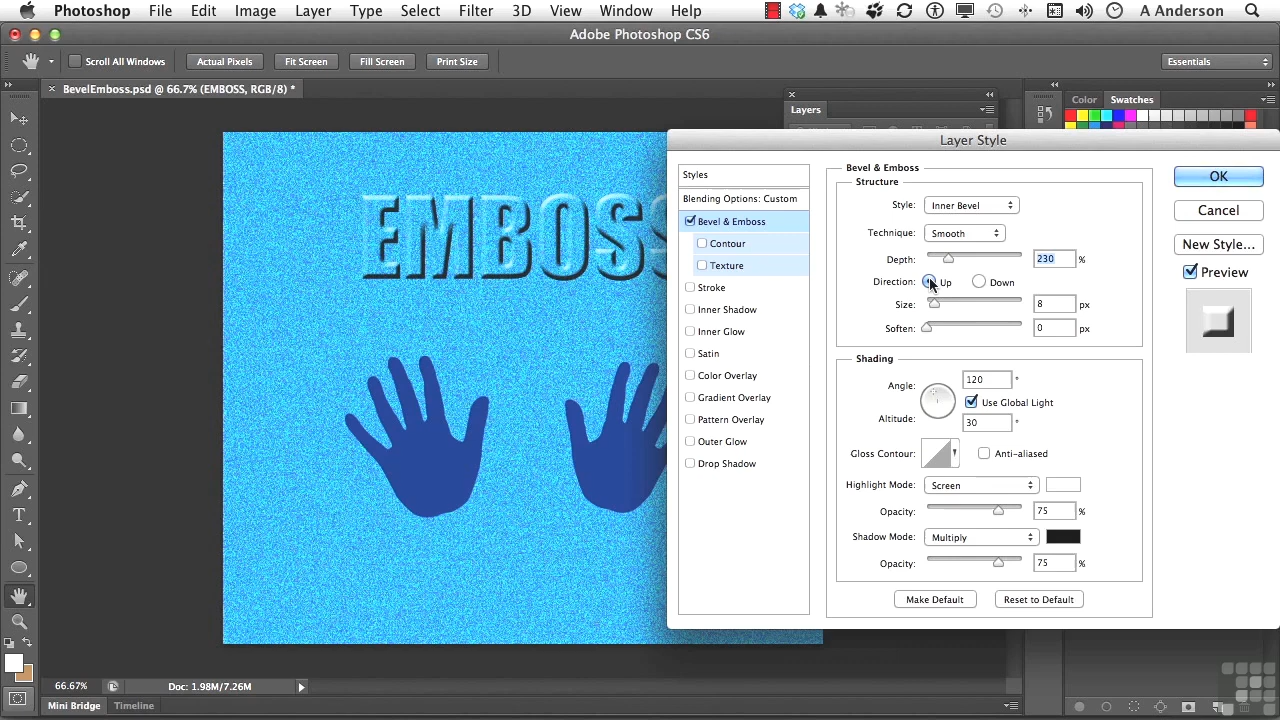 Photoshop File Edit Image Layer Type Select Filter 3D View Window Help A Anderson
Adobe Photoshop CS6
Scroll All Windows Actual Pixels Fit Screen Fill Screen Print Size Essentials
BevelEmboss.psd @ 66.7% (EMBOSS, RGB/8) *
Layers
Color Swatches
Layer Style
EMBOSS
Styles
Blending Options: Custom
Bevel & Emboss
Contour
Texture
Stroke
Inner Shadow
Inner Glow
Satin
Color Overlay
Gradient Overlay
Pattern Overlay
Outer Glow
Drop Shadow
Bevel & Emboss
Structure
Style: Inner Bevel
Technique: Smooth
Depth: 230 %
Direction: Up Down
Size: 8 px
Soften: 0 px
Shading
Angle: 120 °
Use Global Light
Altitude: 30 °
Gloss Contour: Anti-aliased
Highlight Mode: Screen
Opacity: 75 %
Shadow Mode: Multiply
Opacity: 75 %
Make Default Reset to Default
OK
Cancel
New Style...
Preview
66.67% Doc: 1.98M/7.26M
Mini Bridge Timeline